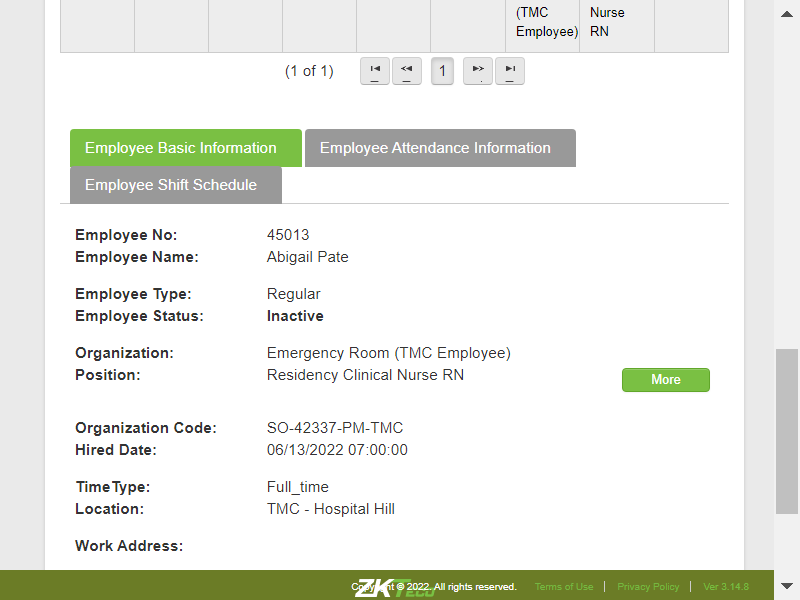 (TMC Nurse
Employee) RN
(1 of 1) 1
Employee Basic Information Employee Attendance Information
Employee Shift Schedule
Employee No: 45013
Employee Name: Abigail Pate
Employee Type: Regular
Employee Status: Inactive
Organization: Emergency Room (TMC Employee)
Position: Residency Clinical Nurse RN More
Organization Code: SO-42337-PM-TMC
Hired Date: 06/13/2022 07:00:00
TimeType: Full_time
Location: TMC - Hospital Hill
Work Address:
ZKTeco
Copyright © 2022. All rights reserved. Terms of Use | Privacy Policy | Ver 3.14.8